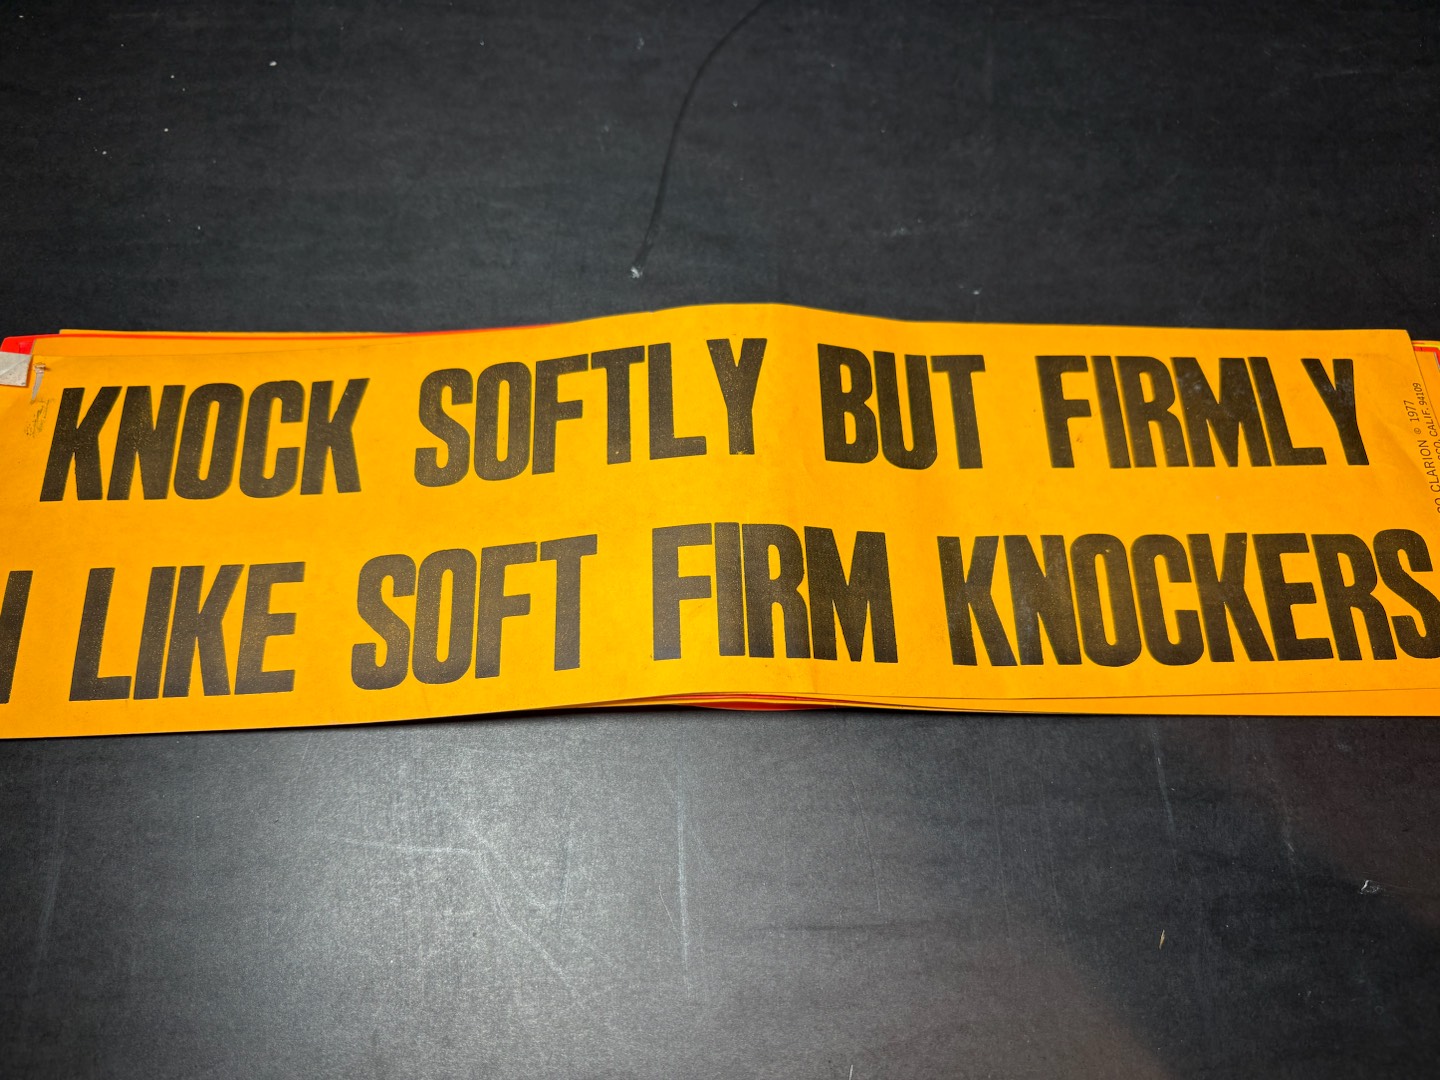 KNOCK SOFTLY BUT FIRMLY
I LIKE SOFT FIRM KNOCKERS
CLARION © 1977
CALIF. 94109